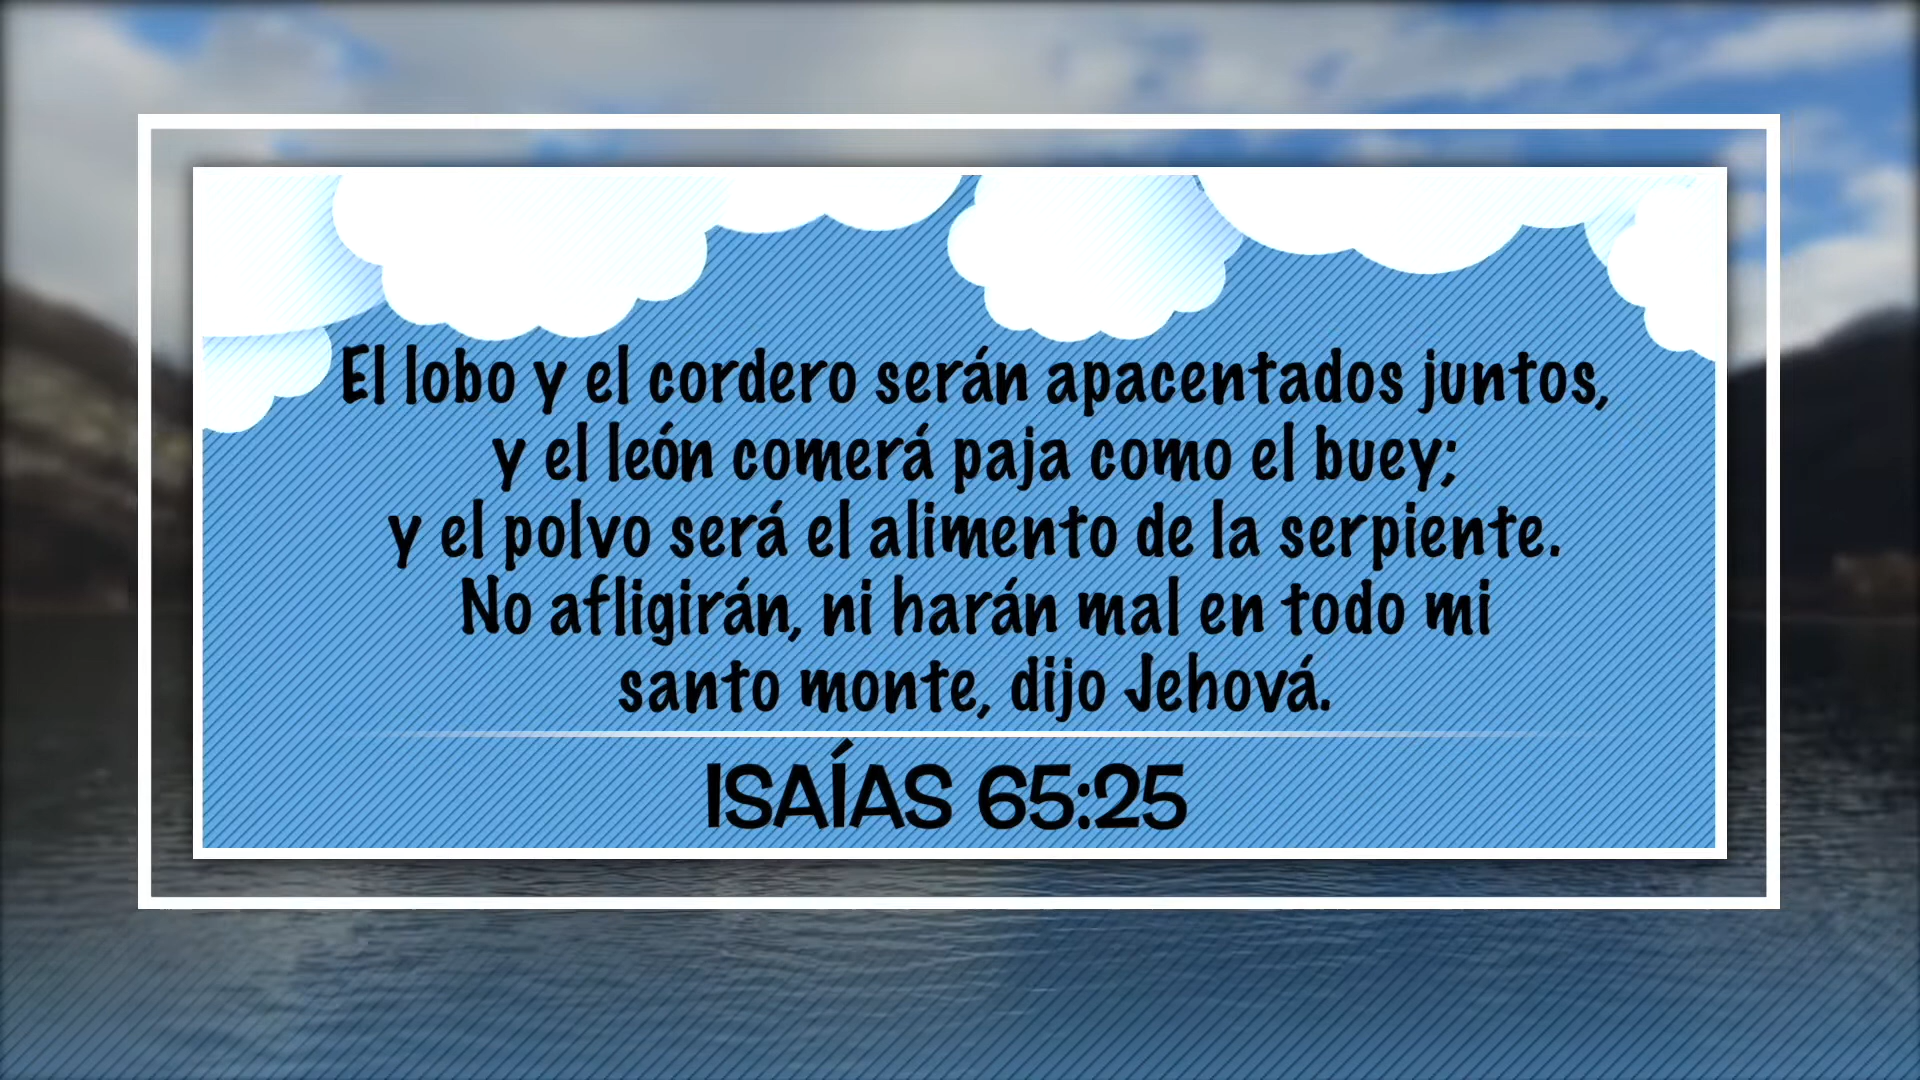 El lobo y el cordero serán apacentados juntos,
y el león comerá paja como el buey;
y el polvo será el alimento de la serpiente.
No afligirán, ni harán mal en todo mi
santo monte, dijo Jehová.
ISAÍAS 65:25